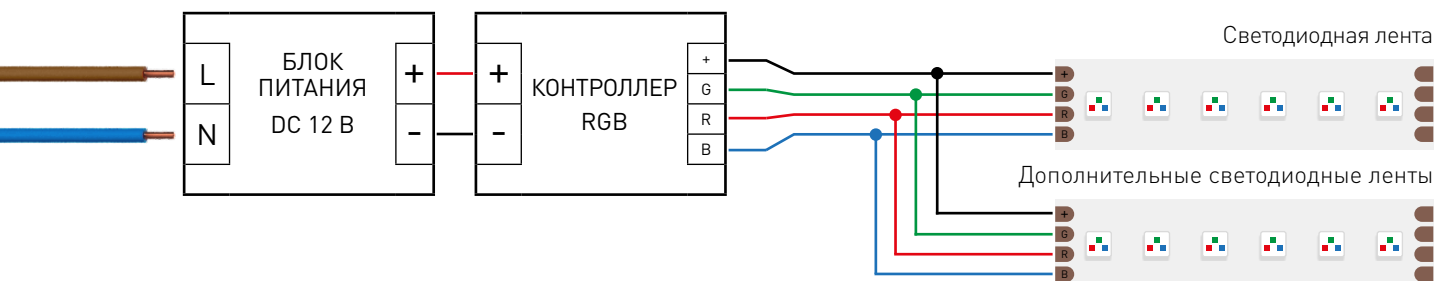 L
N
БЛОК
ПИТАНИЯ
DC 12 В
+
-
+
-
КОНТРОЛЛЕР
RGB
+
G
R
B
Светодиодная лента
+
G
R
B
Дополнительные светодиодные ленты
+
G
R
B